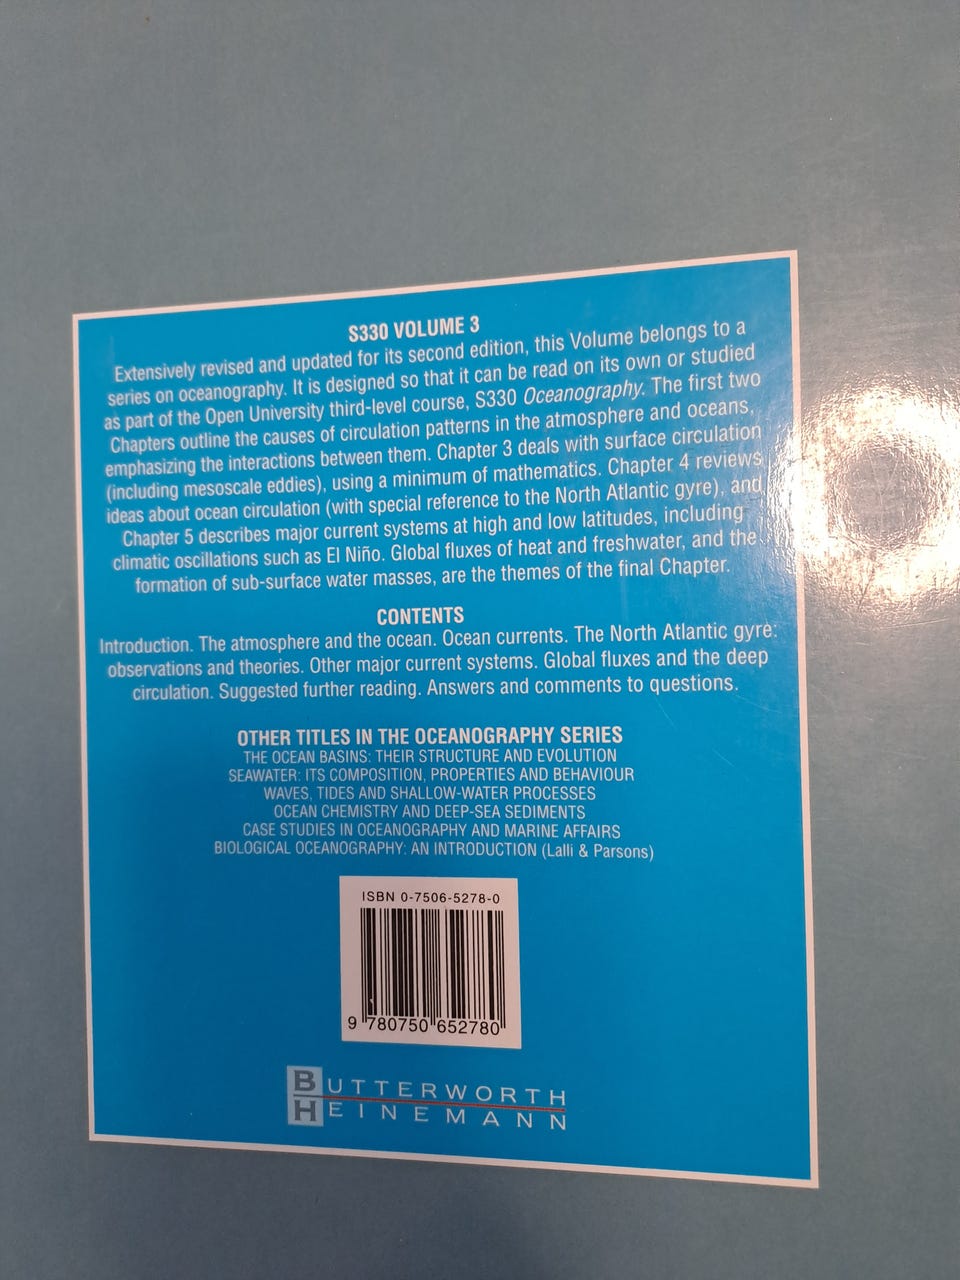 S330 VOLUME 3
Extensively revised and updated for its second edition, this Volume belongs to a
series on oceanography. It is designed so that it can be read on its own or studied
as part of the Open University third-level course, S330 Oceanography. The first two
Chapters outline the causes of circulation patterns in the atmosphere and oceans,
emphasizing the interactions between them. Chapter 3 deals with surface circulation
(including mesoscale eddies), using a minimum of mathematics. Chapter 4 reviews
ideas about ocean circulation (with special reference to the North Atlantic gyre), and
Chapter 5 describes major current systems at high and low latitudes, including
climatic oscillations such as El Niño. Global fluxes of heat and freshwater, and the
formation of sub-surface water masses, are the themes of the final Chapter.
CONTENTS
Introduction. The atmosphere and the ocean. Ocean currents. The North Atlantic gyre:
observations and theories. Other major current systems. Global fluxes and the deep
circulation. Suggested further reading. Answers and comments to questions.
OTHER TITLES IN THE OCEANOGRAPHY SERIES
THE OCEAN BASINS: THEIR STRUCTURE AND EVOLUTION
SEAWATER: ITS COMPOSITION, PROPERTIES AND BEHAVIOUR
WAVES, TIDES AND SHALLOW-WATER PROCESSES
OCEAN CHEMISTRY AND DEEP-SEA SEDIMENTS
CASE STUDIES IN OCEANOGRAPHY AND MARINE AFFAIRS
BIOLOGICAL OCEANOGRAPHY: AN INTRODUCTION (Lalli & Parsons)
ISBN 0-7506-5278-0
9 780750 652780
BUTTERWORTH
HEINEMANN